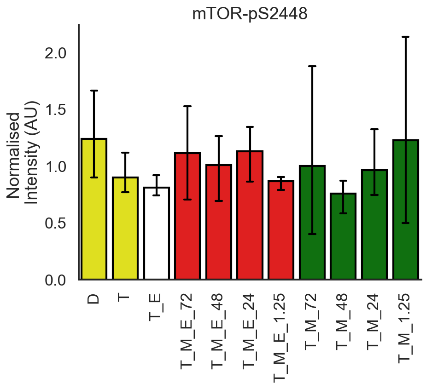 mTOR-pS2448
Normalised
Intensity (AU)
2.0
1.5
1.0
0.5
0.0
D
T
T_E
T_M_E_72
T_M_E_48
T_M_E_24
T_M_E_1.25
T_M_72
T_M_48
T_M_24
T_M_1.25